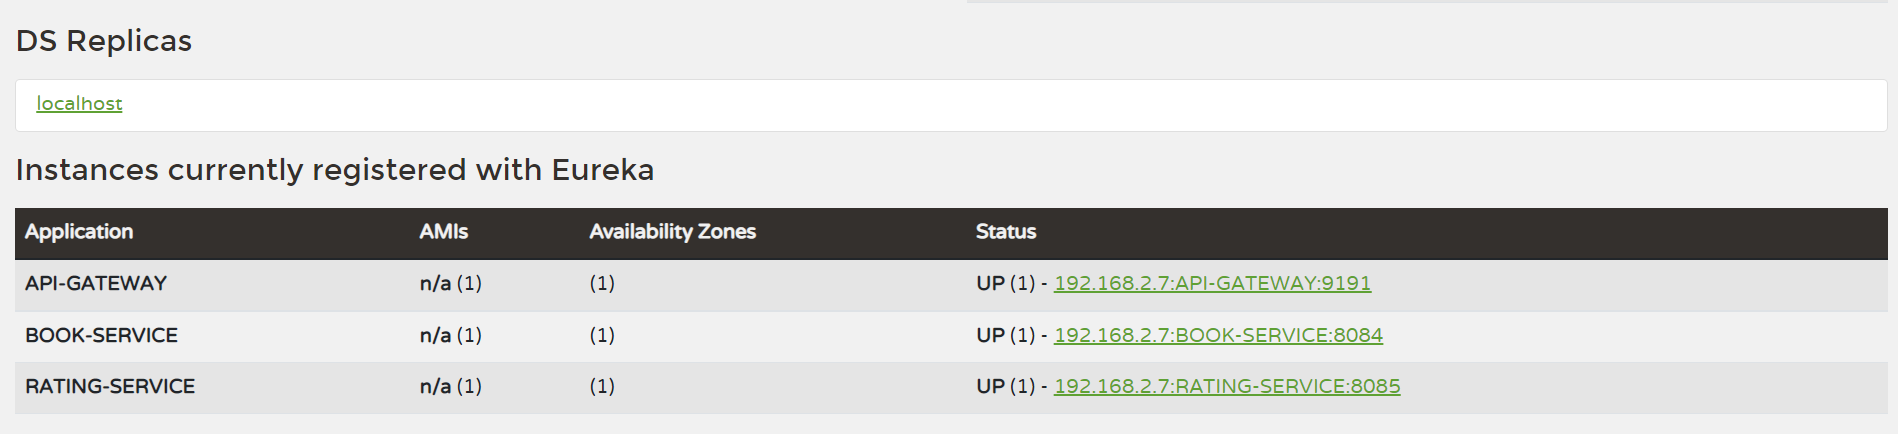 DS Replicas
localhost
Instances currently registered with Eureka
Application AMIs Availability Zones Status
API-GATEWAY n/a (1) (1) UP (1) - 192.168.2.7:API-GATEWAY:9191
BOOK-SERVICE n/a (1) (1) UP (1) - 192.168.2.7:BOOK-SERVICE:8084
RATING-SERVICE n/a (1) (1) UP (1) - 192.168.2.7:RATING-SERVICE:8085